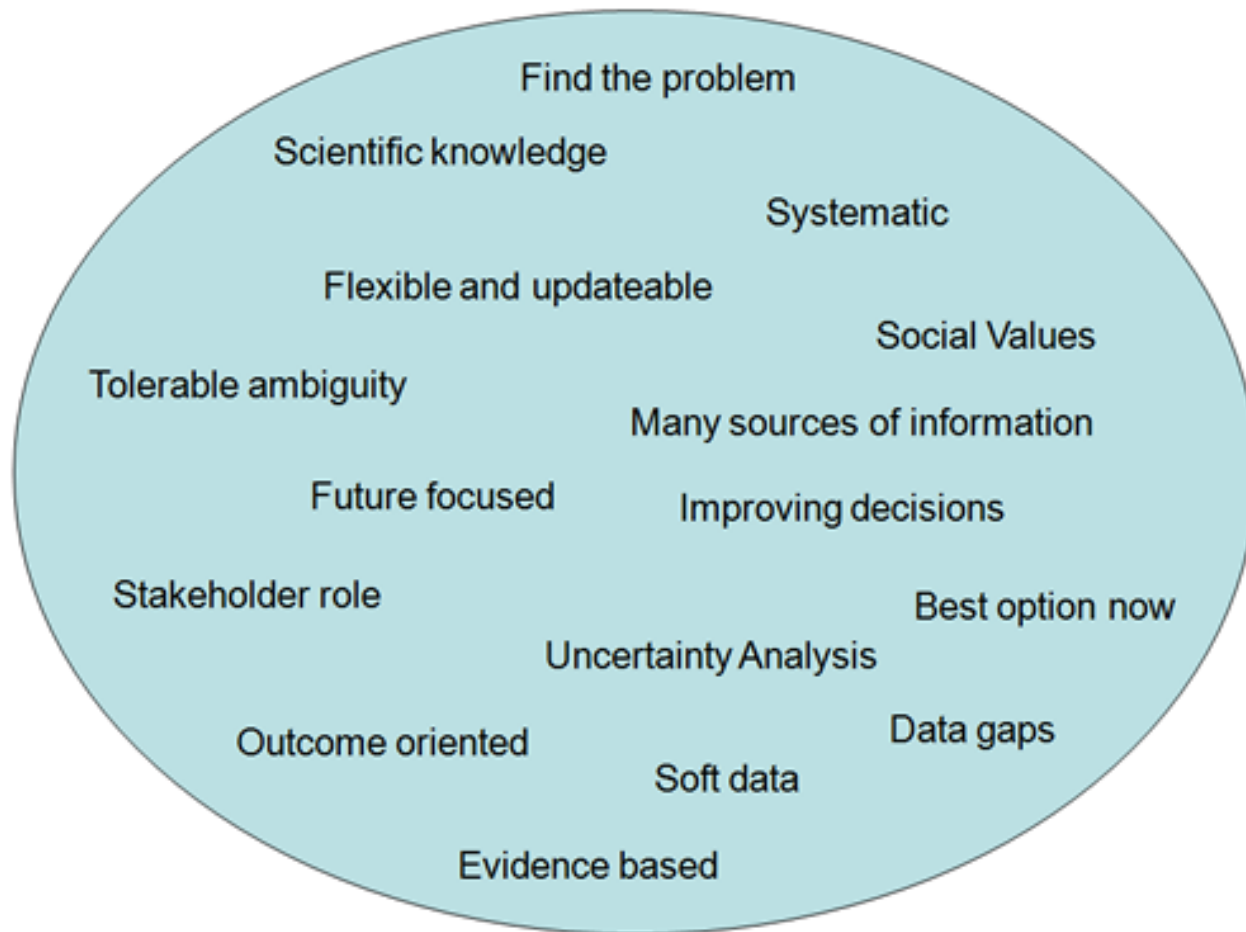 Find the problem
Scientific knowledge
Systematic
Flexible and updateable
Social Values
Tolerable ambiguity
Many sources of information
Future focused
Improving decisions
Stakeholder role
Best option now
Uncertainty Analysis
Data gaps
Outcome oriented
Soft data
Evidence based